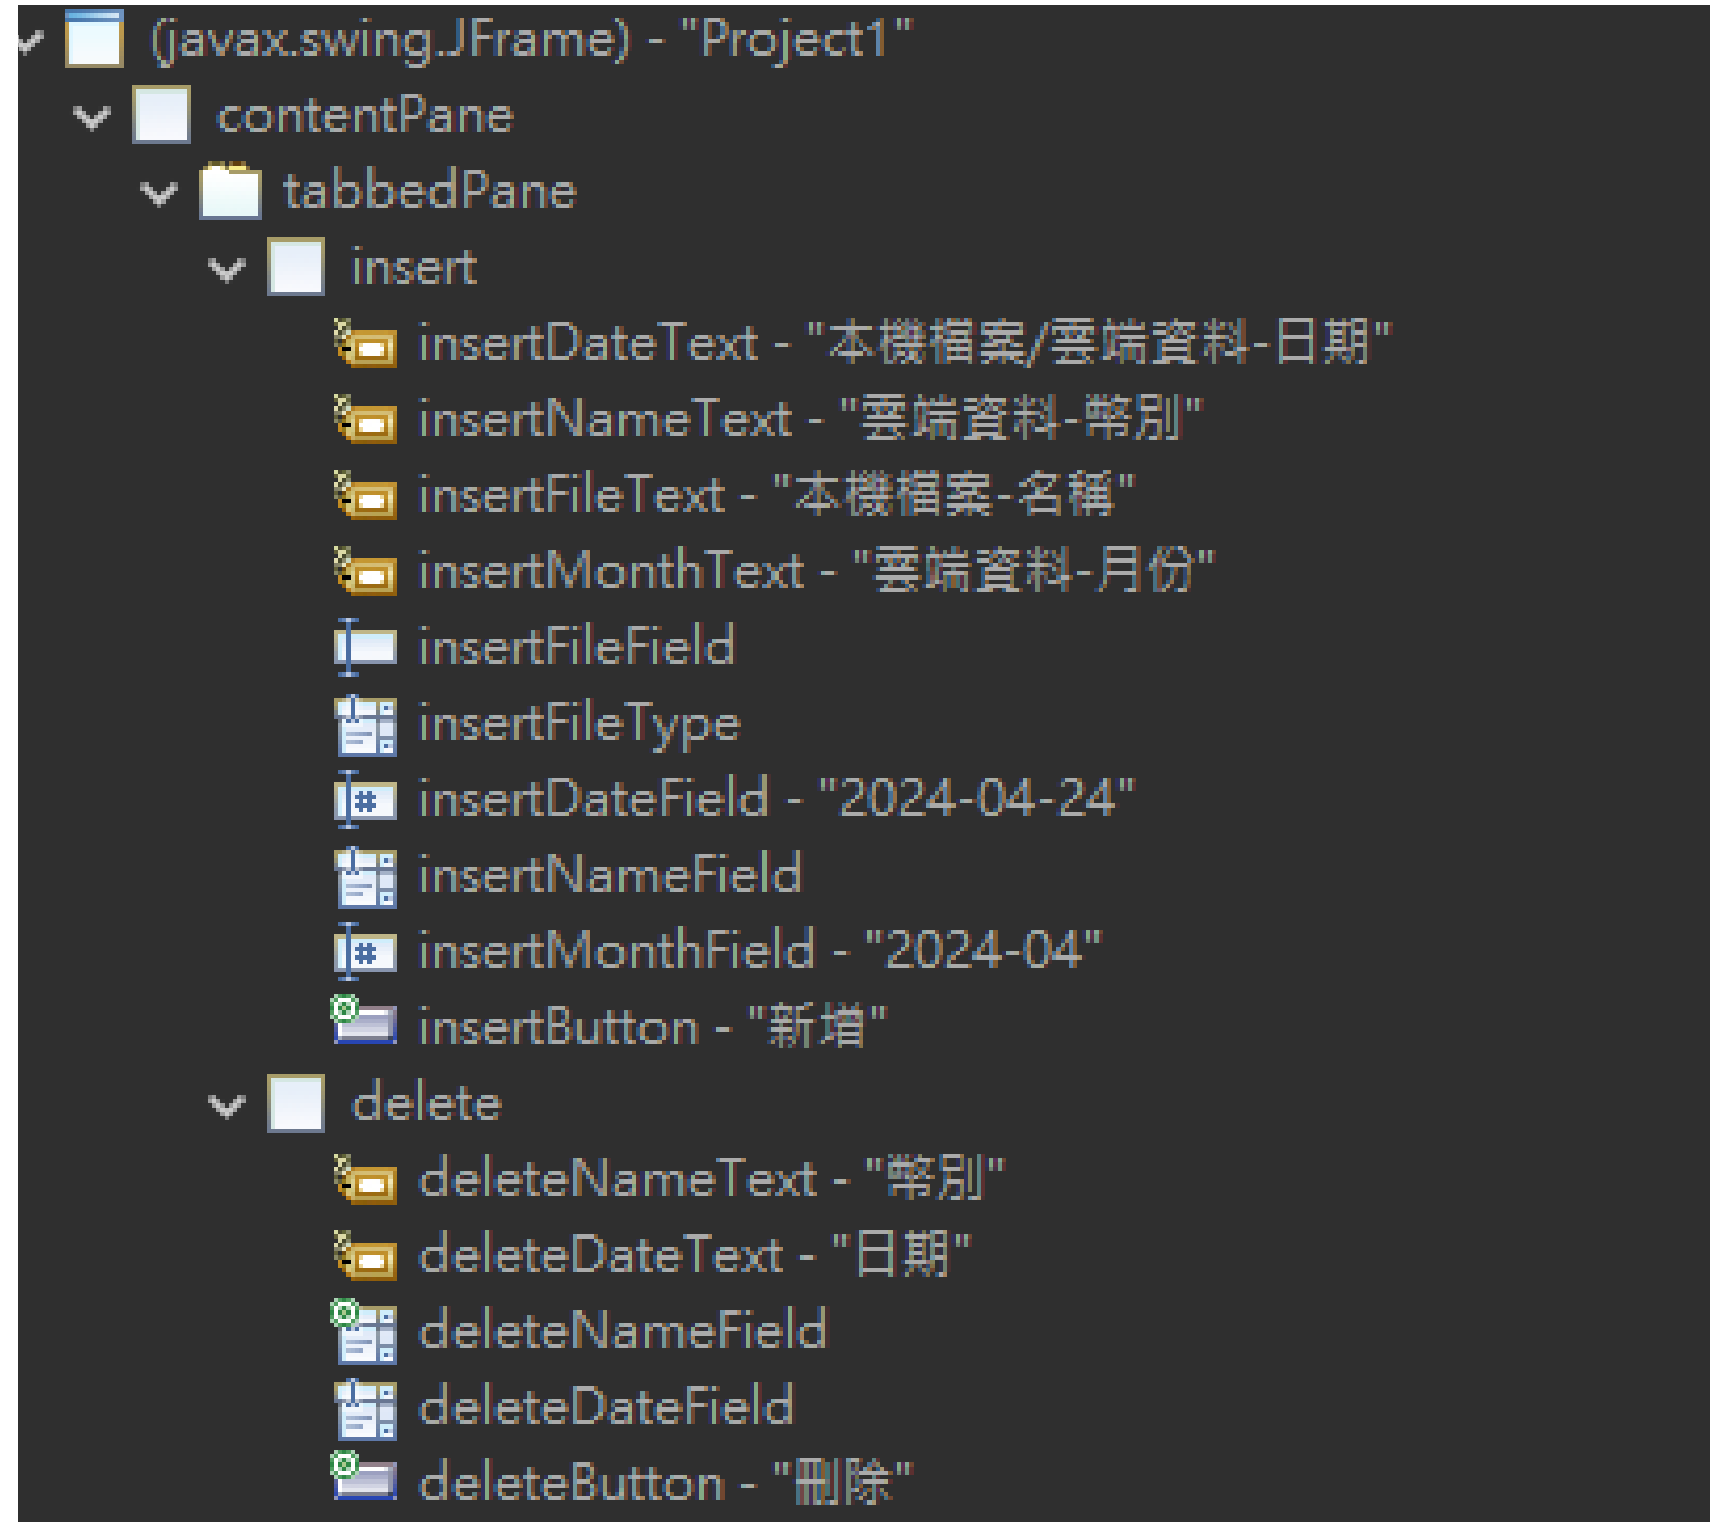 (javax.swing.JFrame) - "Project1"
contentPane
tabbedPane
insert
insertDateText - "本機檔案/雲端資料-日期"
insertNameText - "雲端資料-幣別"
insertFileText - "本機檔案-名稱"
insertMonthText - "雲端資料-月份"
insertFileField
insertFileType
insertDateField - "2024-04-24"
insertNameField
insertMonthField - "2024-04"
insertButton - "新增"
delete
deleteNameText - "幣別"
deleteDateText - "日期"
deleteNameField
deleteDateField
deleteButton - "刪除"